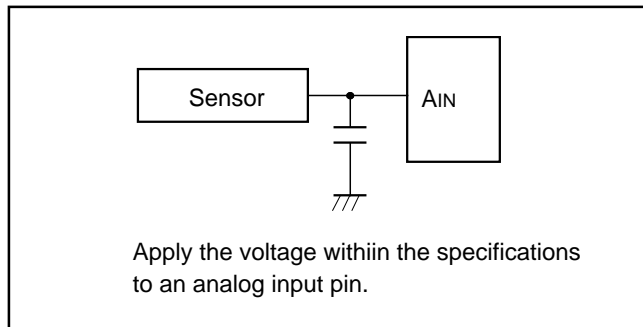 Sensor
AIN
Apply the voltage withiin the specifications
to an analog input pin.